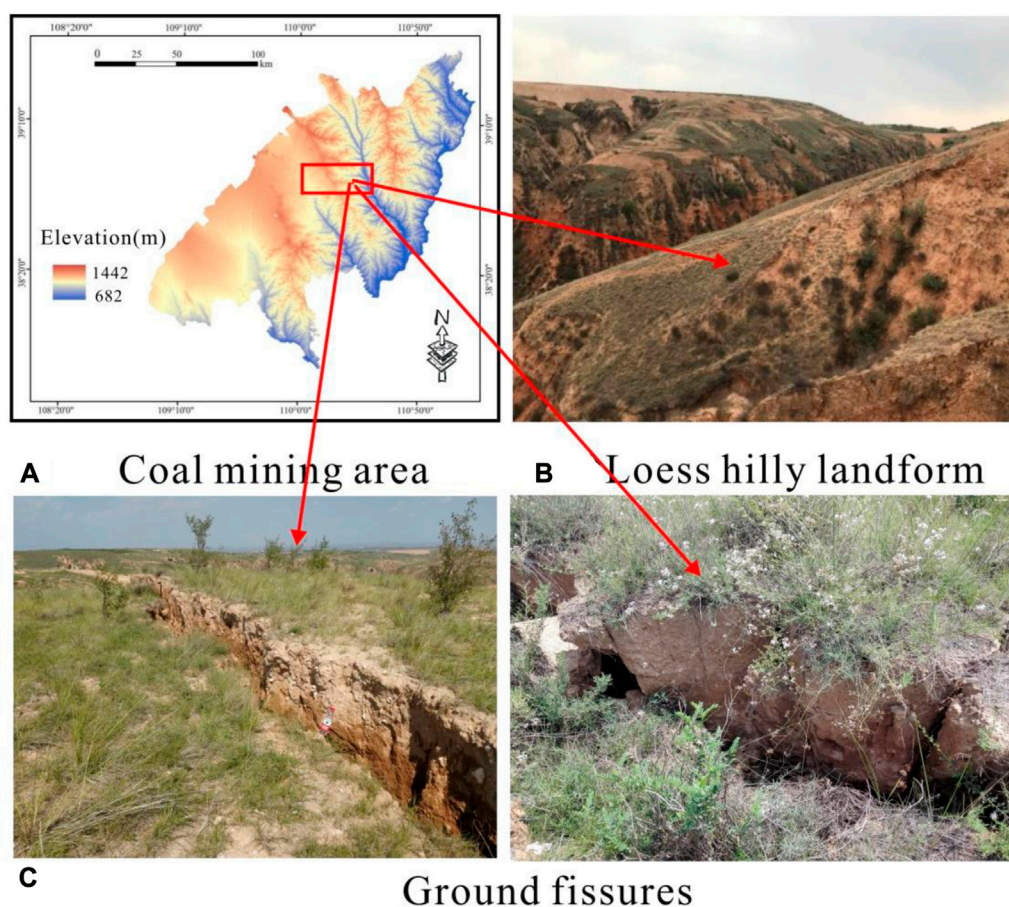 108°20'0" 109°10'0" 110°0'0" 110°50'0"
0 25 50 100
km
39°10'0" 39°10'0"
Elevation(m)
1442
682
38°20'0" 38°20'0"
N
108°20'0" 109°10'0" 110°0'0" 110°50'0"
A Coal mining area
B Loess hilly landform
C Ground fissures